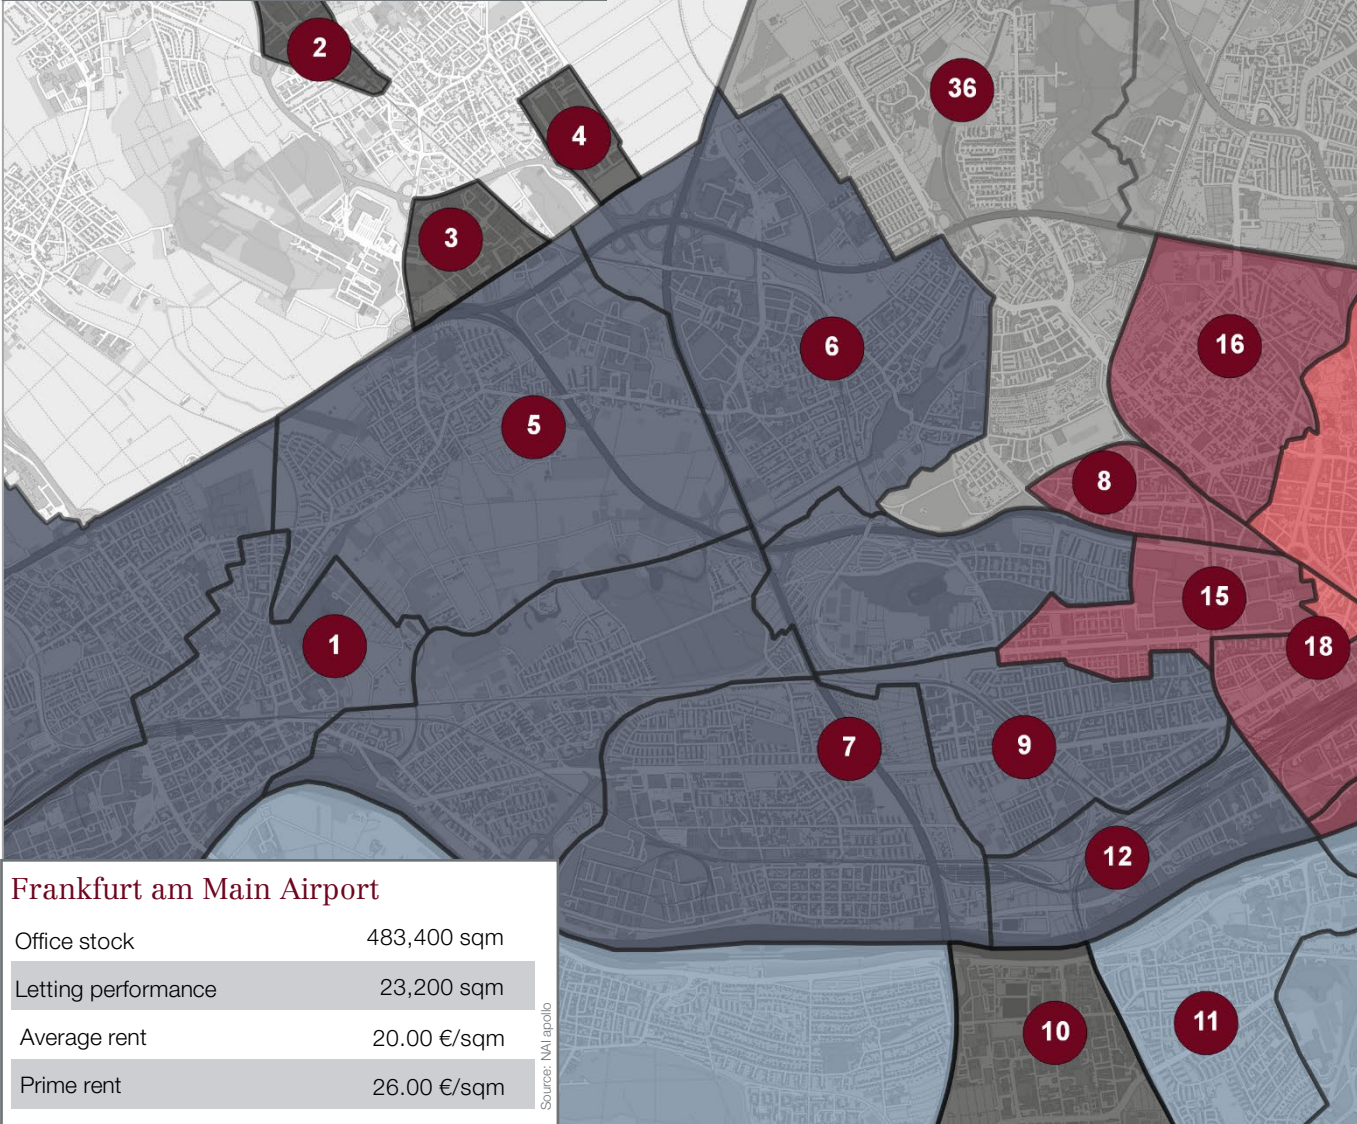 2
36
4
3
16
6
5
8
15
1
18
7
9
12
Frankfurt am Main Airport
Office stock 483,400 sqm
Letting performance 23,200 sqm
Average rent 20.00 €/sqm
Prime rent 26.00 €/sqm
Source: NAI apollo
10
11